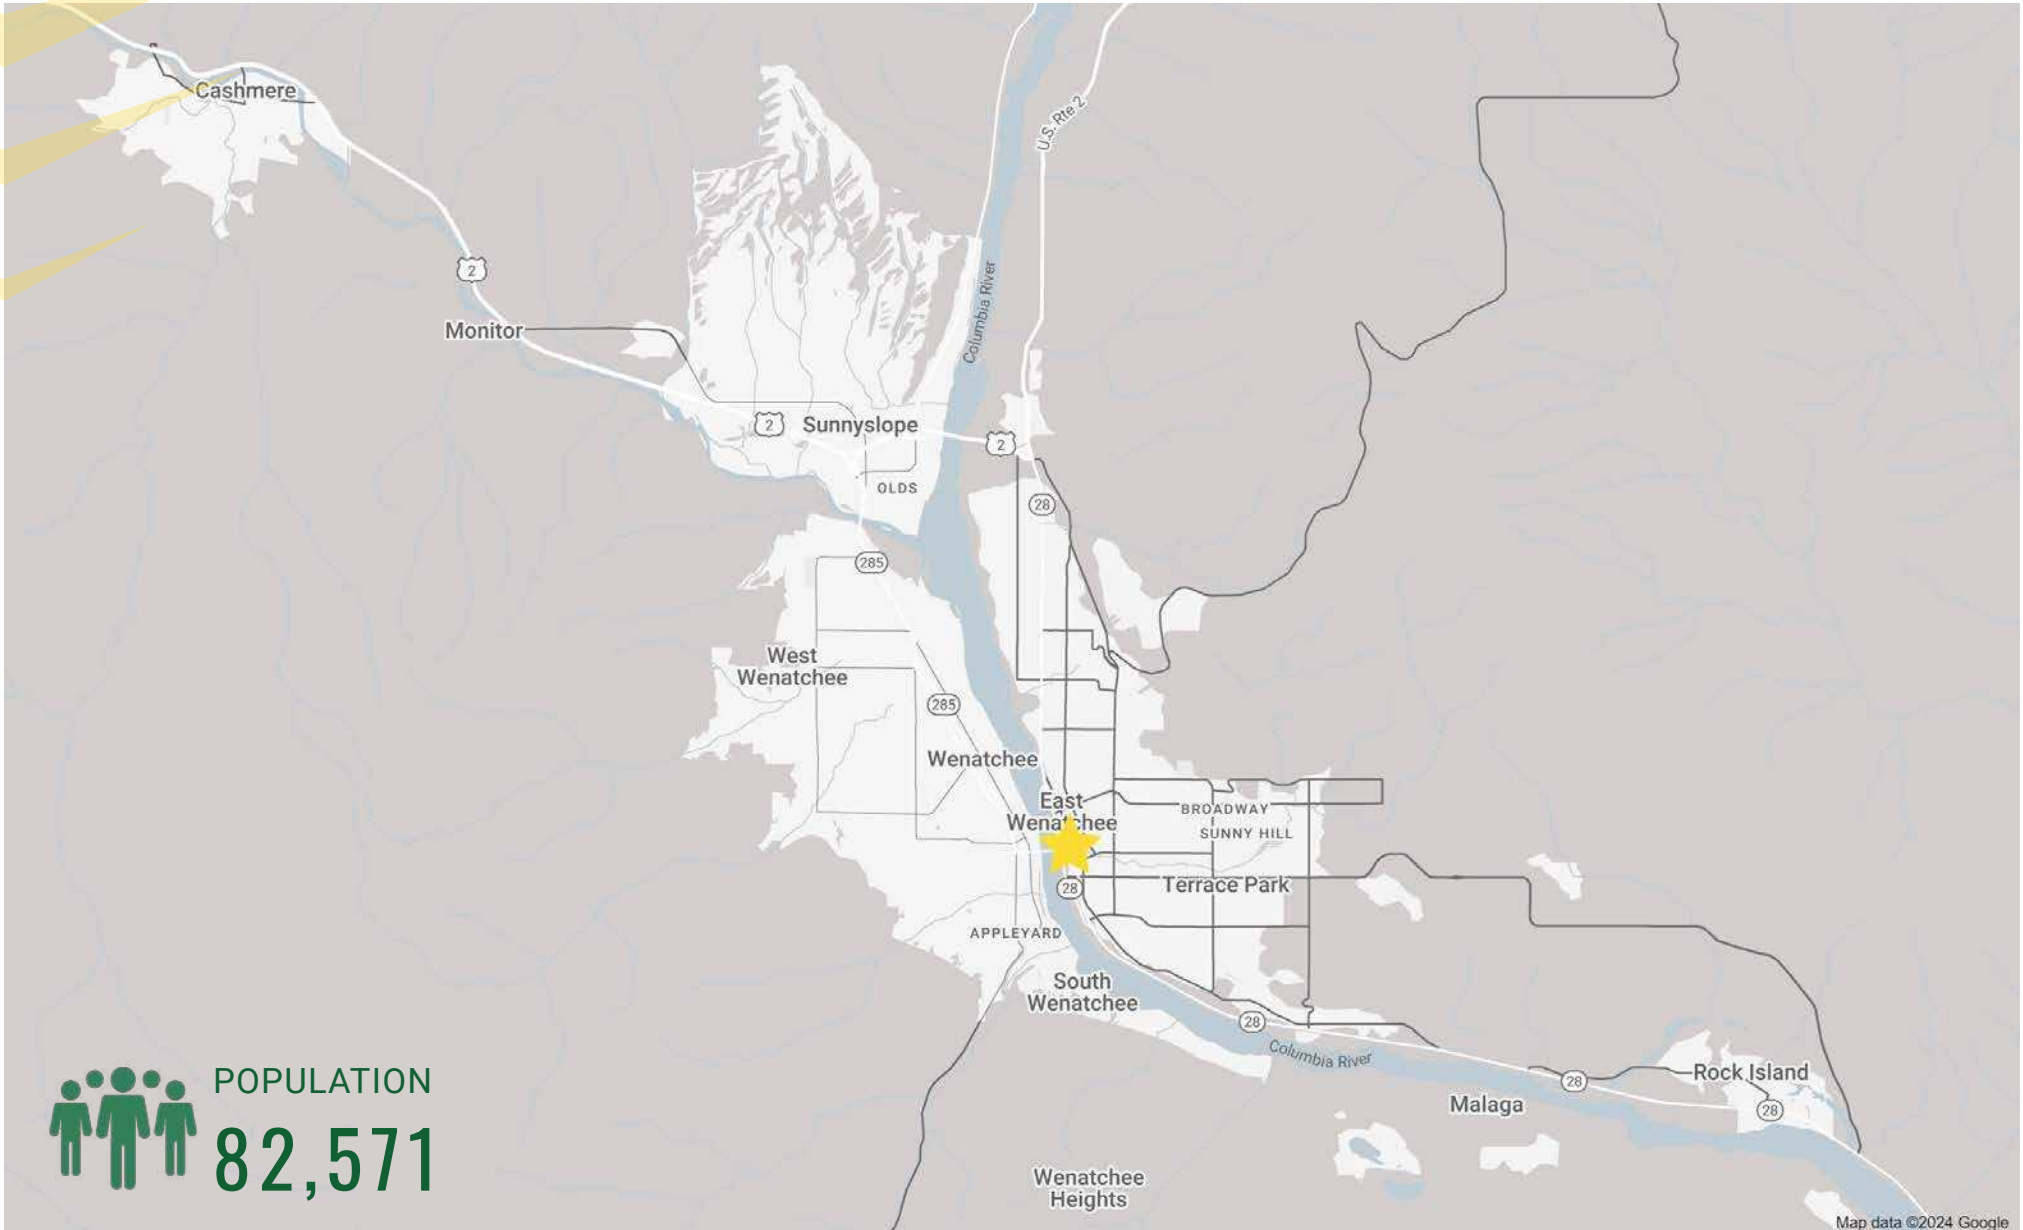 Cashmere
U.S. Rte 2
2
Columbia River
Monitor
2
Sunnyslope
2
OLDS
28
285
West
Wenatchee
285
Wenatchee
East
Wenatchee
BROADWAY
SUNNY HILL
28
Terrace Park
APPLEYARD
South
Wenatchee
28
Columbia River
Rock Island
28
Malaga
28
POPULATION
82,571
Wenatchee
Heights
Map data ©2024 Google